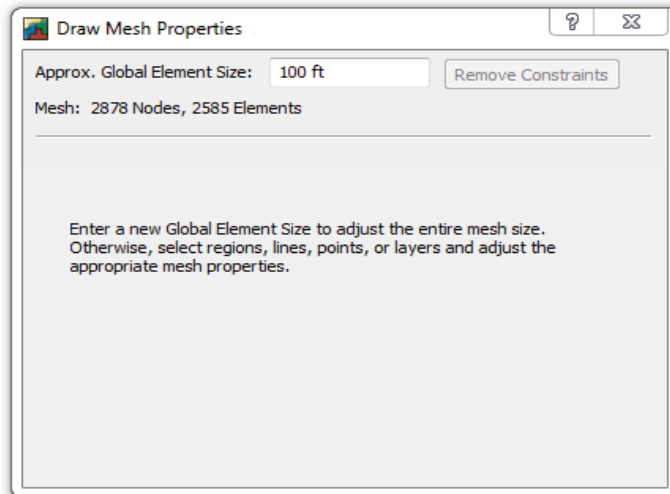 Draw Mesh Properties
Approx. Global Element Size: 100 ft Remove Constraints
Mesh: 2878 Nodes, 2585 Elements
Enter a new Global Element Size to adjust the entire mesh size.
Otherwise, select regions, lines, points, or layers and adjust the
appropriate mesh properties.